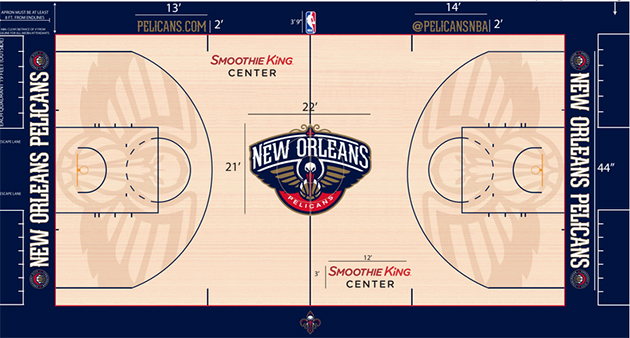 APRON MUST BE AT LEAST
8 FT. FROM ENDLINES.
13'
PELICANS.COM
2'
3' 9"
14'
@PELICANSNBA
2'
SMOOTHIE KING
CENTER
22'
21'
NEW ORLEANS
PELICANS
NEW ORLEANS PELICANS
NEW ORLEANS PELICANS
44"
ESCAPE LANE
ESCAPE LANE
12'
3'
SMOOTHIE KING
CENTER